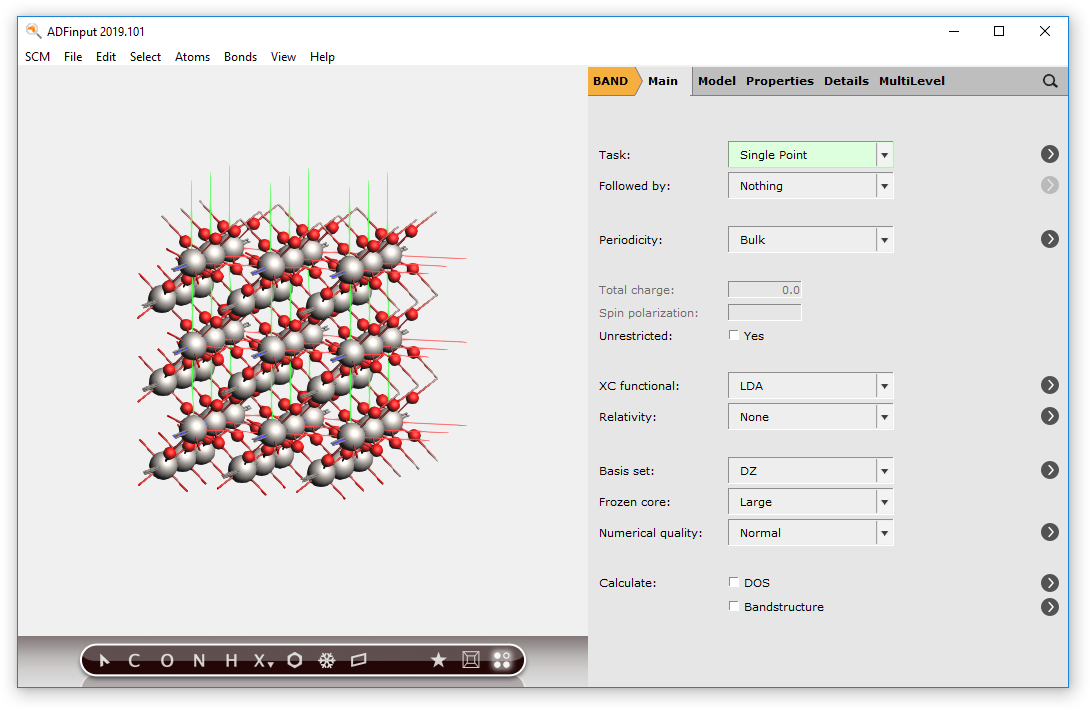 ADFinput 2019.101
SCM File Edit Select Atoms Bonds View Help
BAND Main Model Properties Details MultiLevel
Task: Single Point
Followed by: Nothing
Periodicity: Bulk
Total charge: 0.0
Spin polarization:
Unrestricted: Yes
XC functional: LDA
Relativity: None
Basis set: DZ
Frozen core: Large
Numerical quality: Normal
Calculate: DOS
Bandstructure
C O N H X